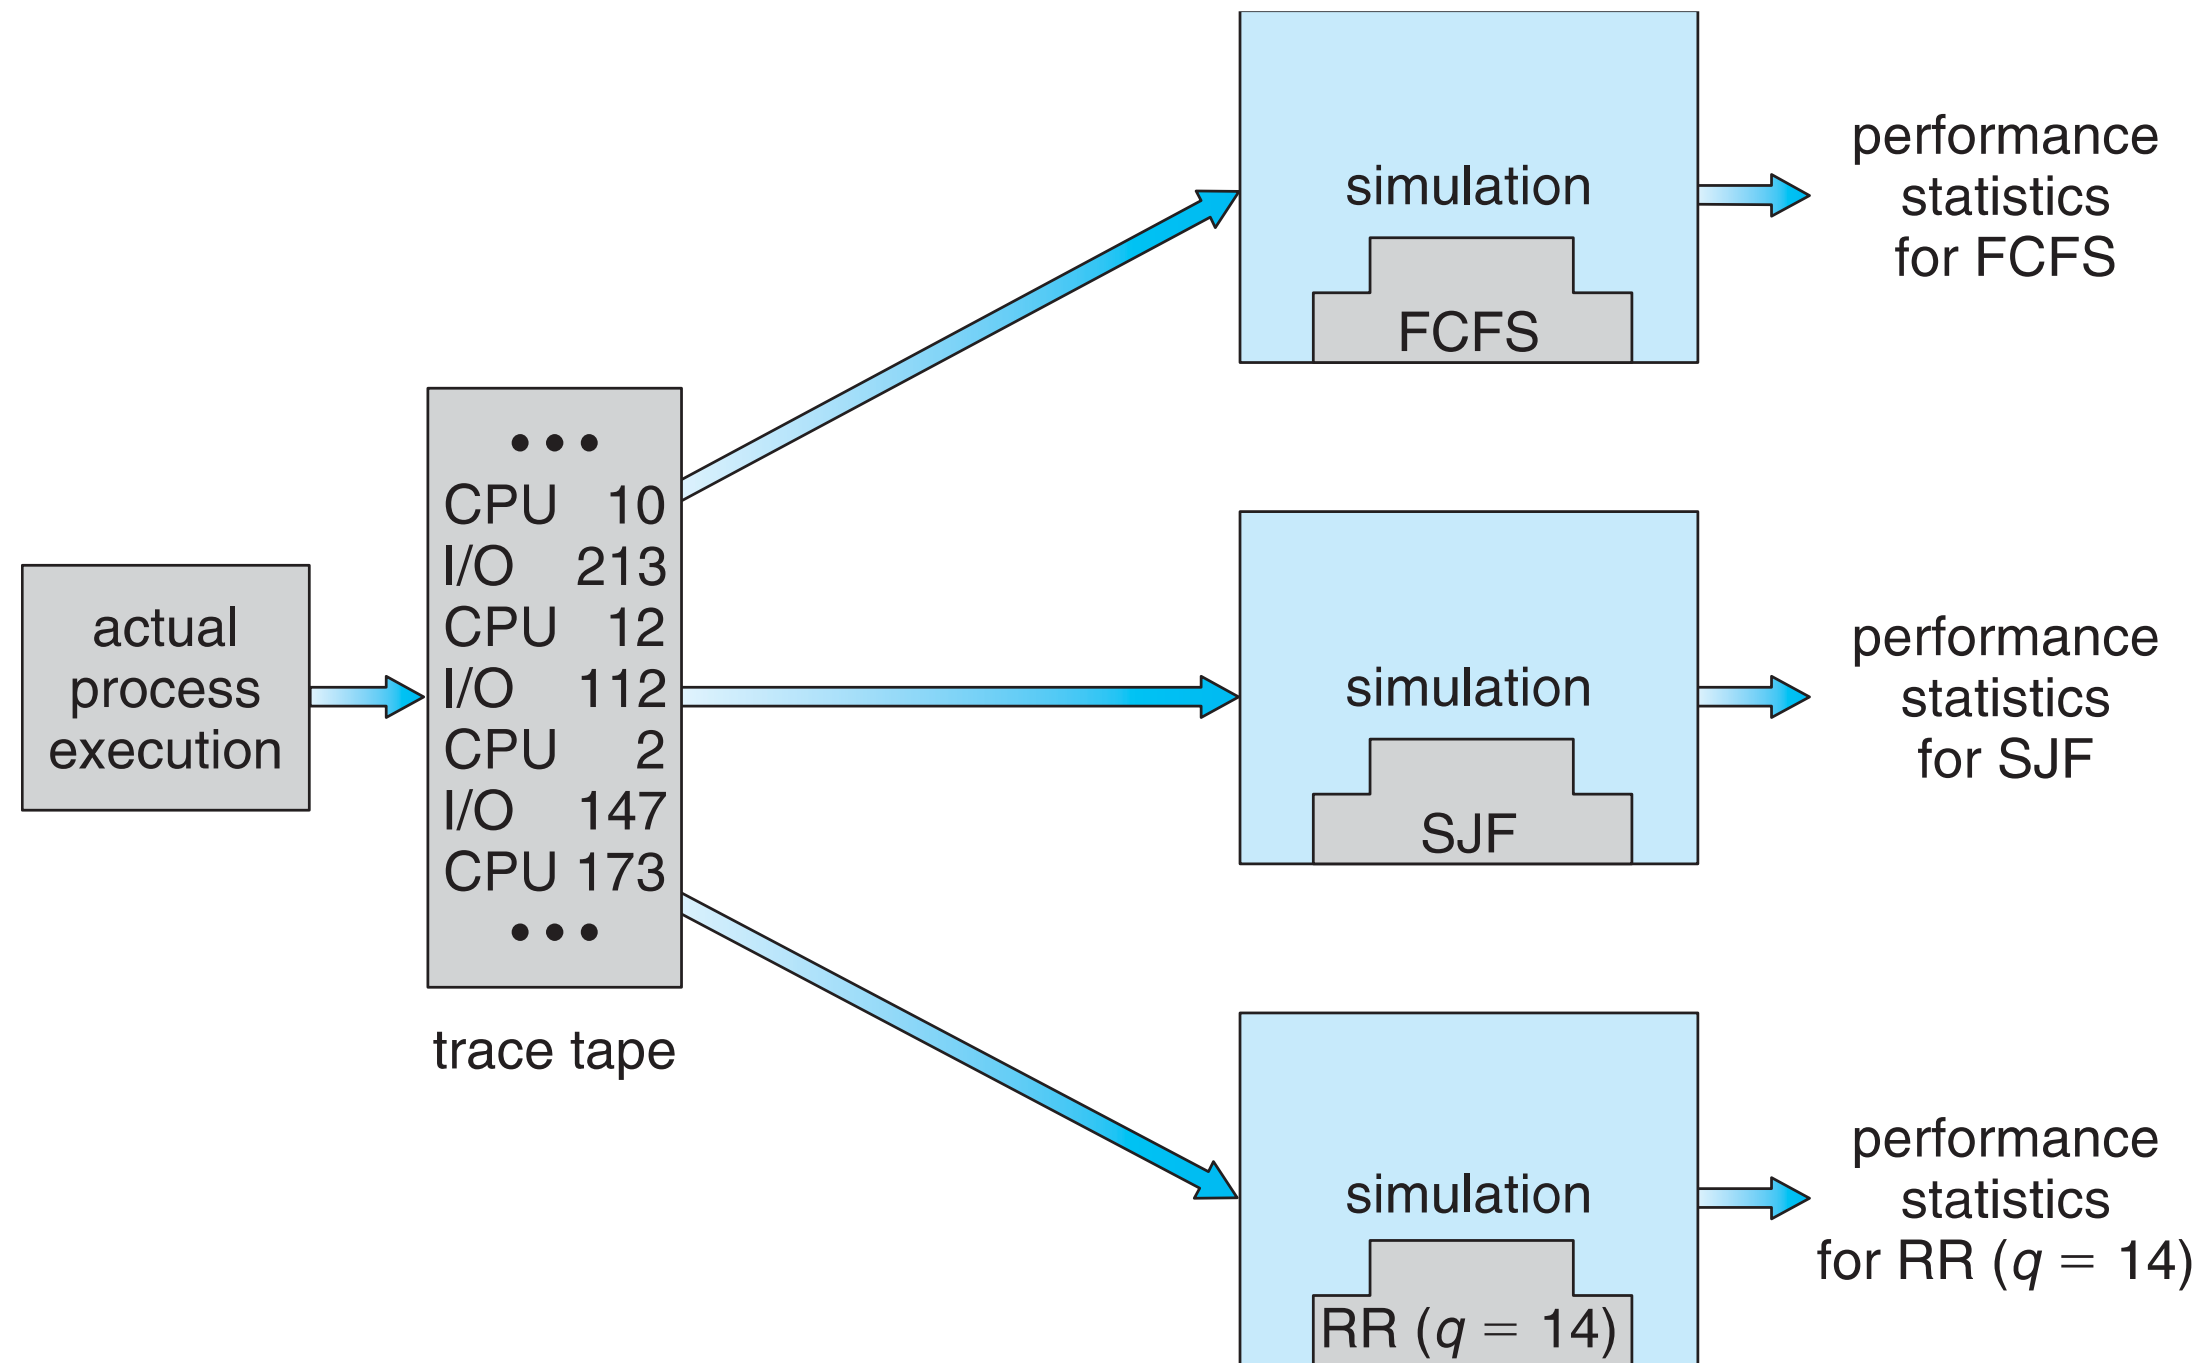 actual
process
execution
• • •
CPU 10
I/O 213
CPU 12
I/O 112
CPU 2
I/O 147
CPU 173
• • •
trace tape
simulation
FCFS
performance
statistics
for FCFS
simulation
SJF
performance
statistics
for SJF
simulation
RR (q = 14)
performance
statistics
for RR (q = 14)